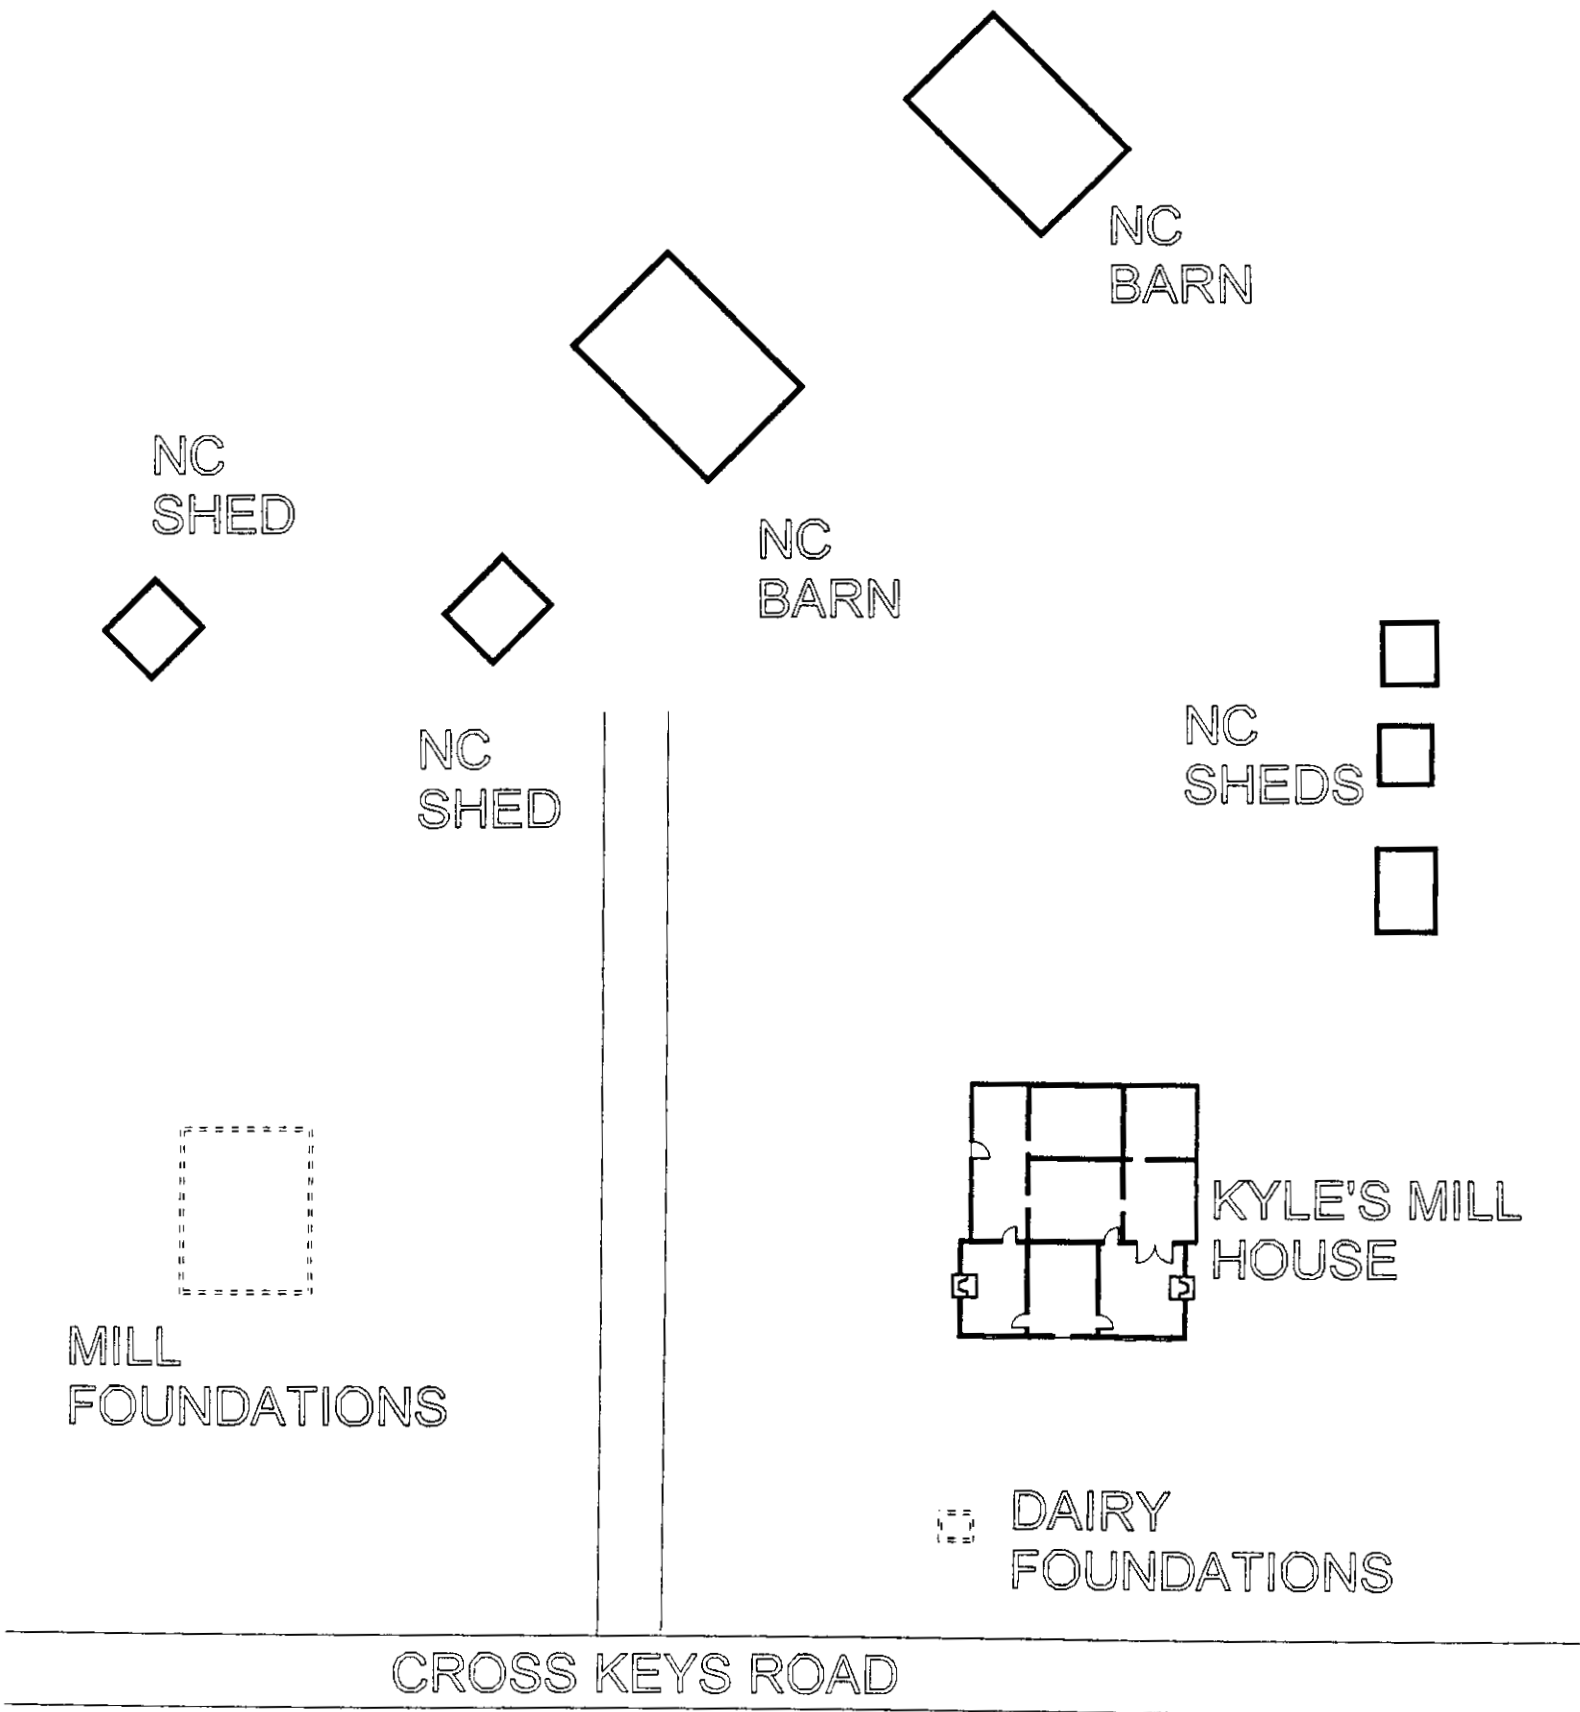 NC
BARN
NC
SHED
NC
BARN
NC
SHED
NC
SHEDS
KYLE'S MILL
HOUSE
MILL
FOUNDATIONS
DAIRY
FOUNDATIONS
CROSS KEYS ROAD